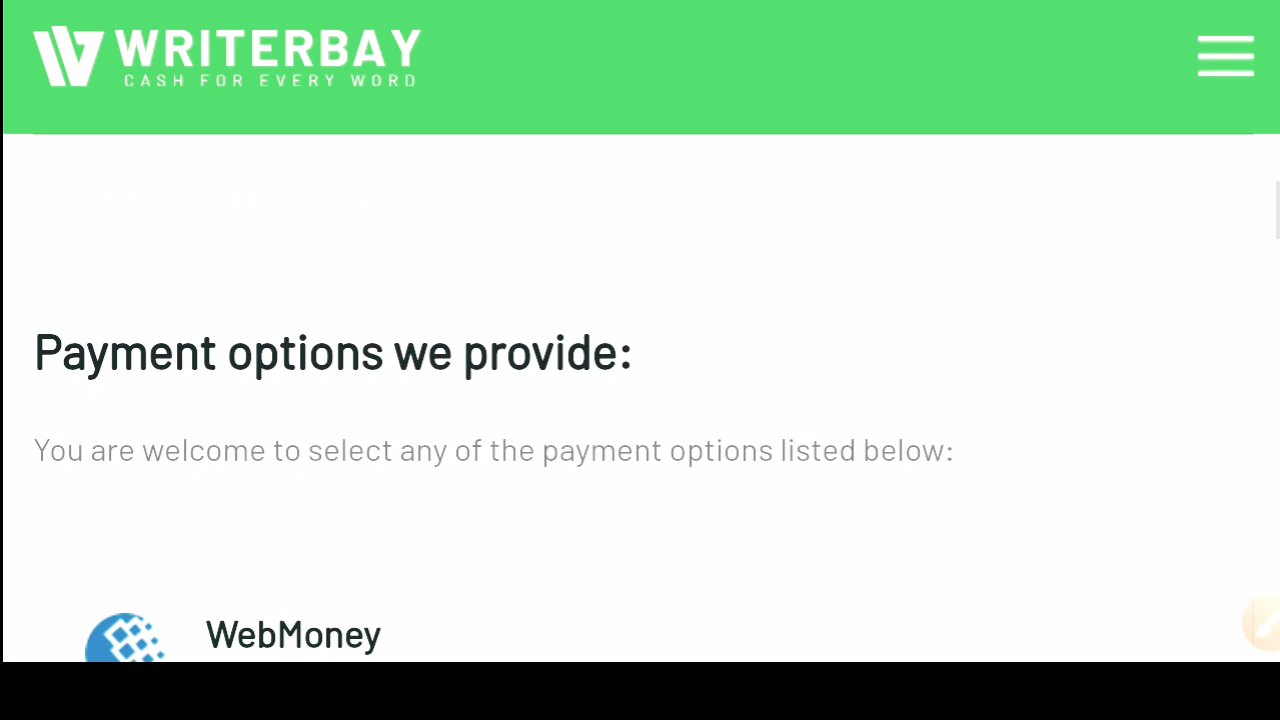 WRITERBAY
CASH FOR EVERY WORD
Payment options we provide:
You are welcome to select any of the payment options listed below:
WebMoney